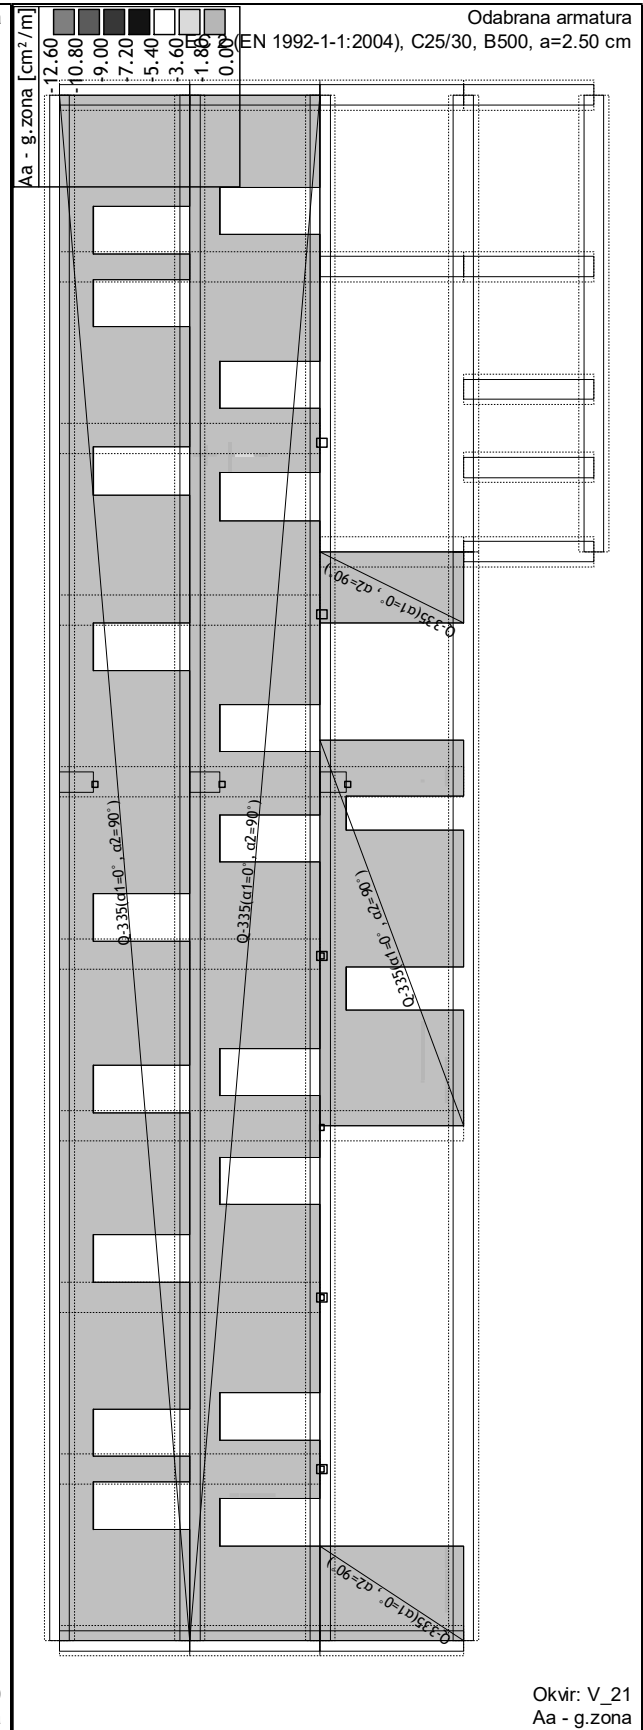 Odabrana armatura
(EN 1992-1-1:2004), C25/30, B500, a=2.50 cm
Aa - g.zona [cm²/m]
-12.60
-10.80
-9.00
-7.20
-5.40
-3.60
-1.80
0.00
Q-335(α1=0°, α2=90°)
Q-335(α1=0°, α2=90°)
Q-335(α1=0°, α2=90°)
Q-335(α1=0°, α2=90°)
Q-335(α1=0°, α2=90°)
Okvir: V_21
Aa - g.zona